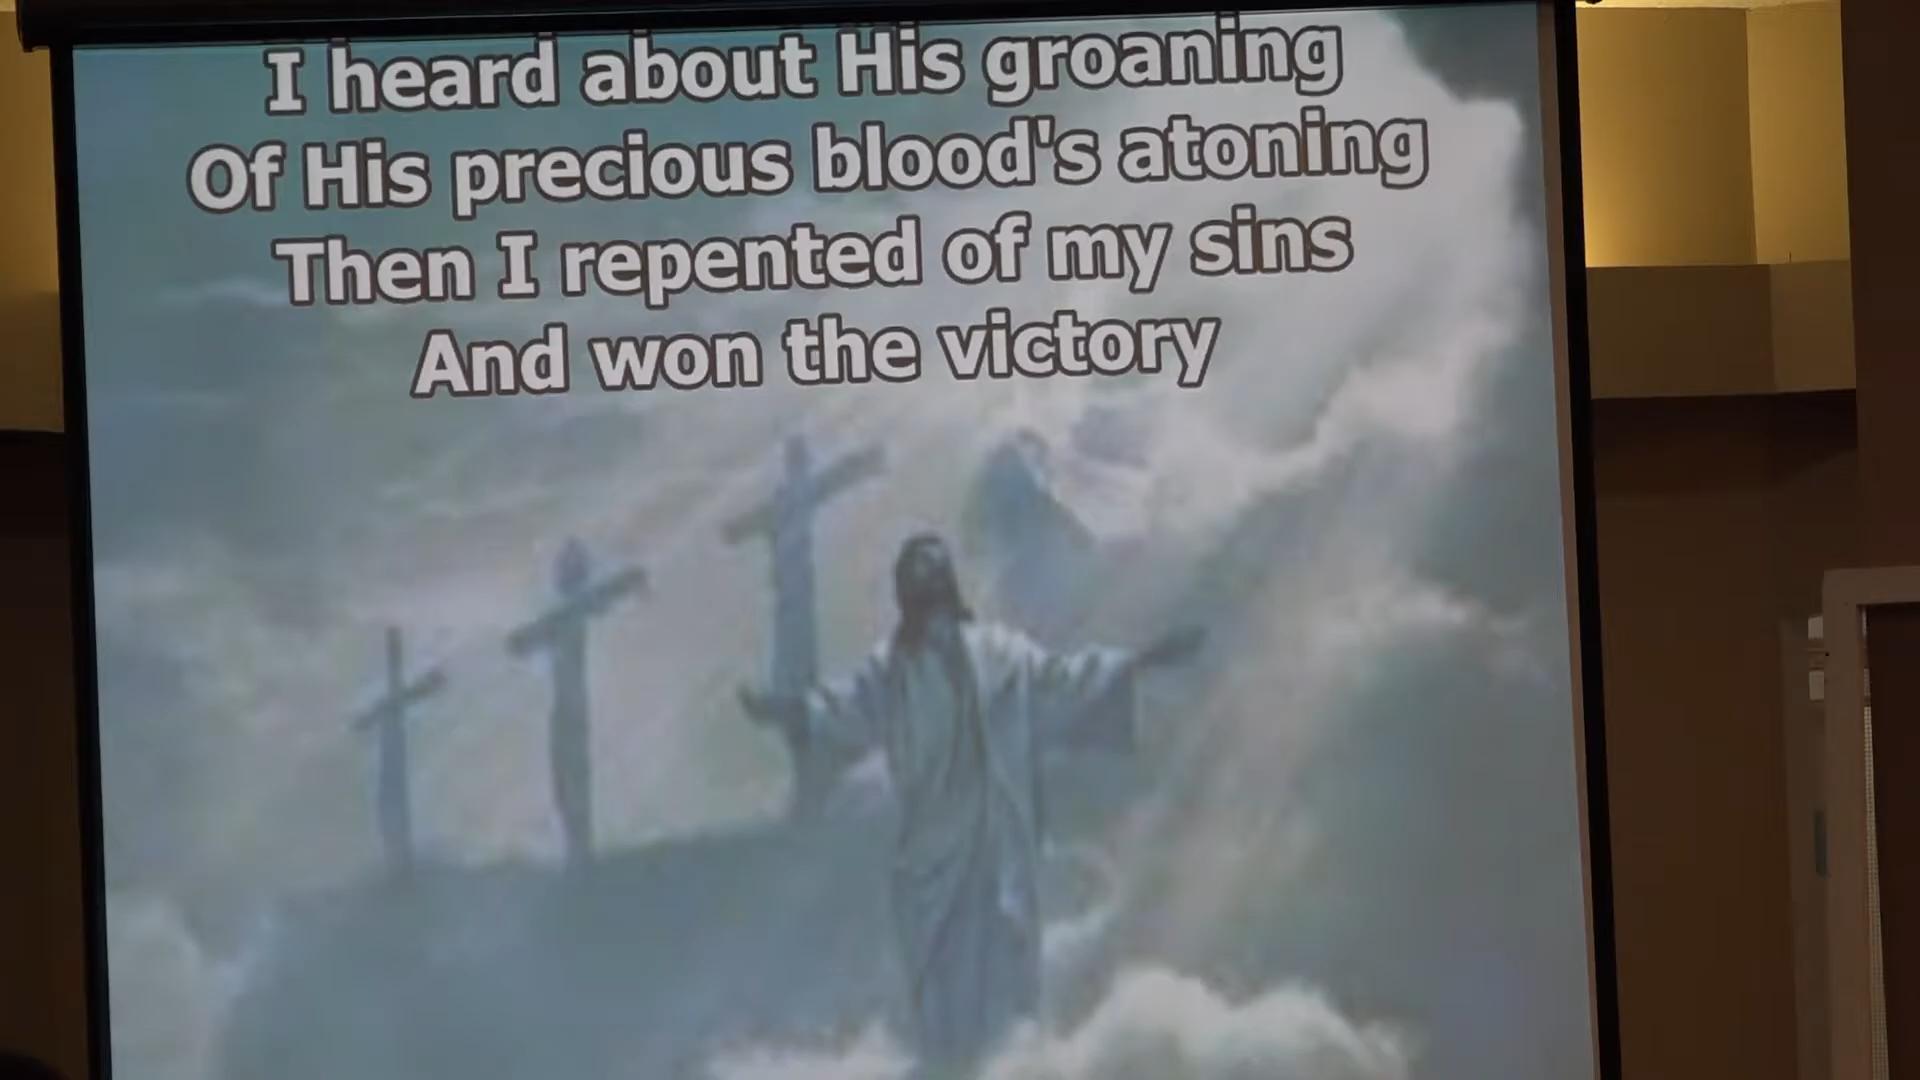 I heard about His groaning
Of His precious blood's atoning
Then I repented of my sins
And won the victory